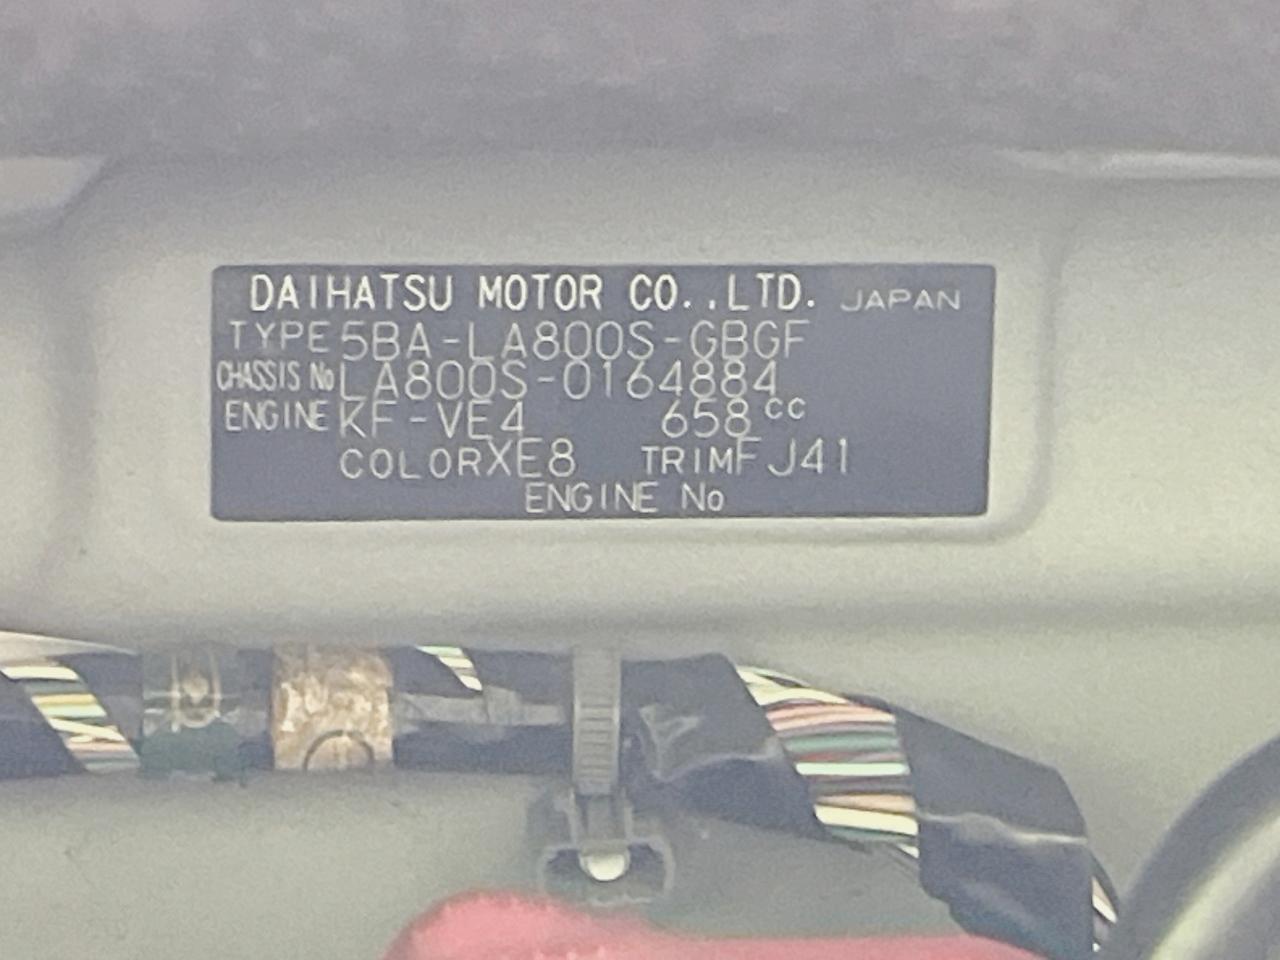 DAIHATSU MOTOR CO.,LTD. JAPAN
TYPE 5BA-LA800S-GBGF
CHASSIS No LA800S-0164884
ENGINE KF-VE4 658cc
COLOR XE8 TRIM FJ41
ENGINE No